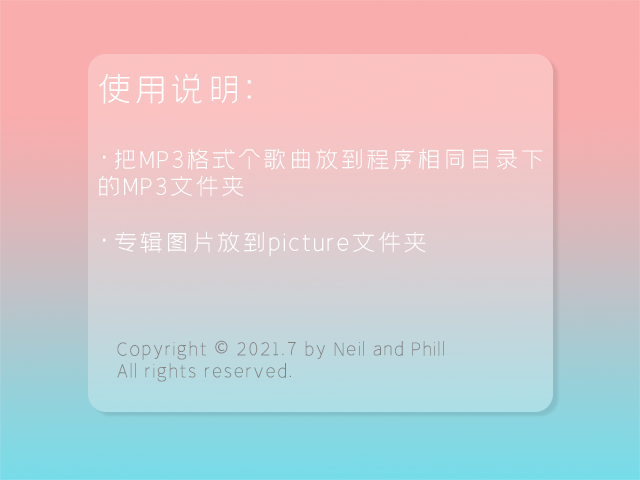 使用说明：
·把MP3格式个歌曲放到程序相同目录下
的MP3文件夹
·专辑图片放到picture文件夹
Copyright © 2021.7 by Neil and Phill
All rights reserved.